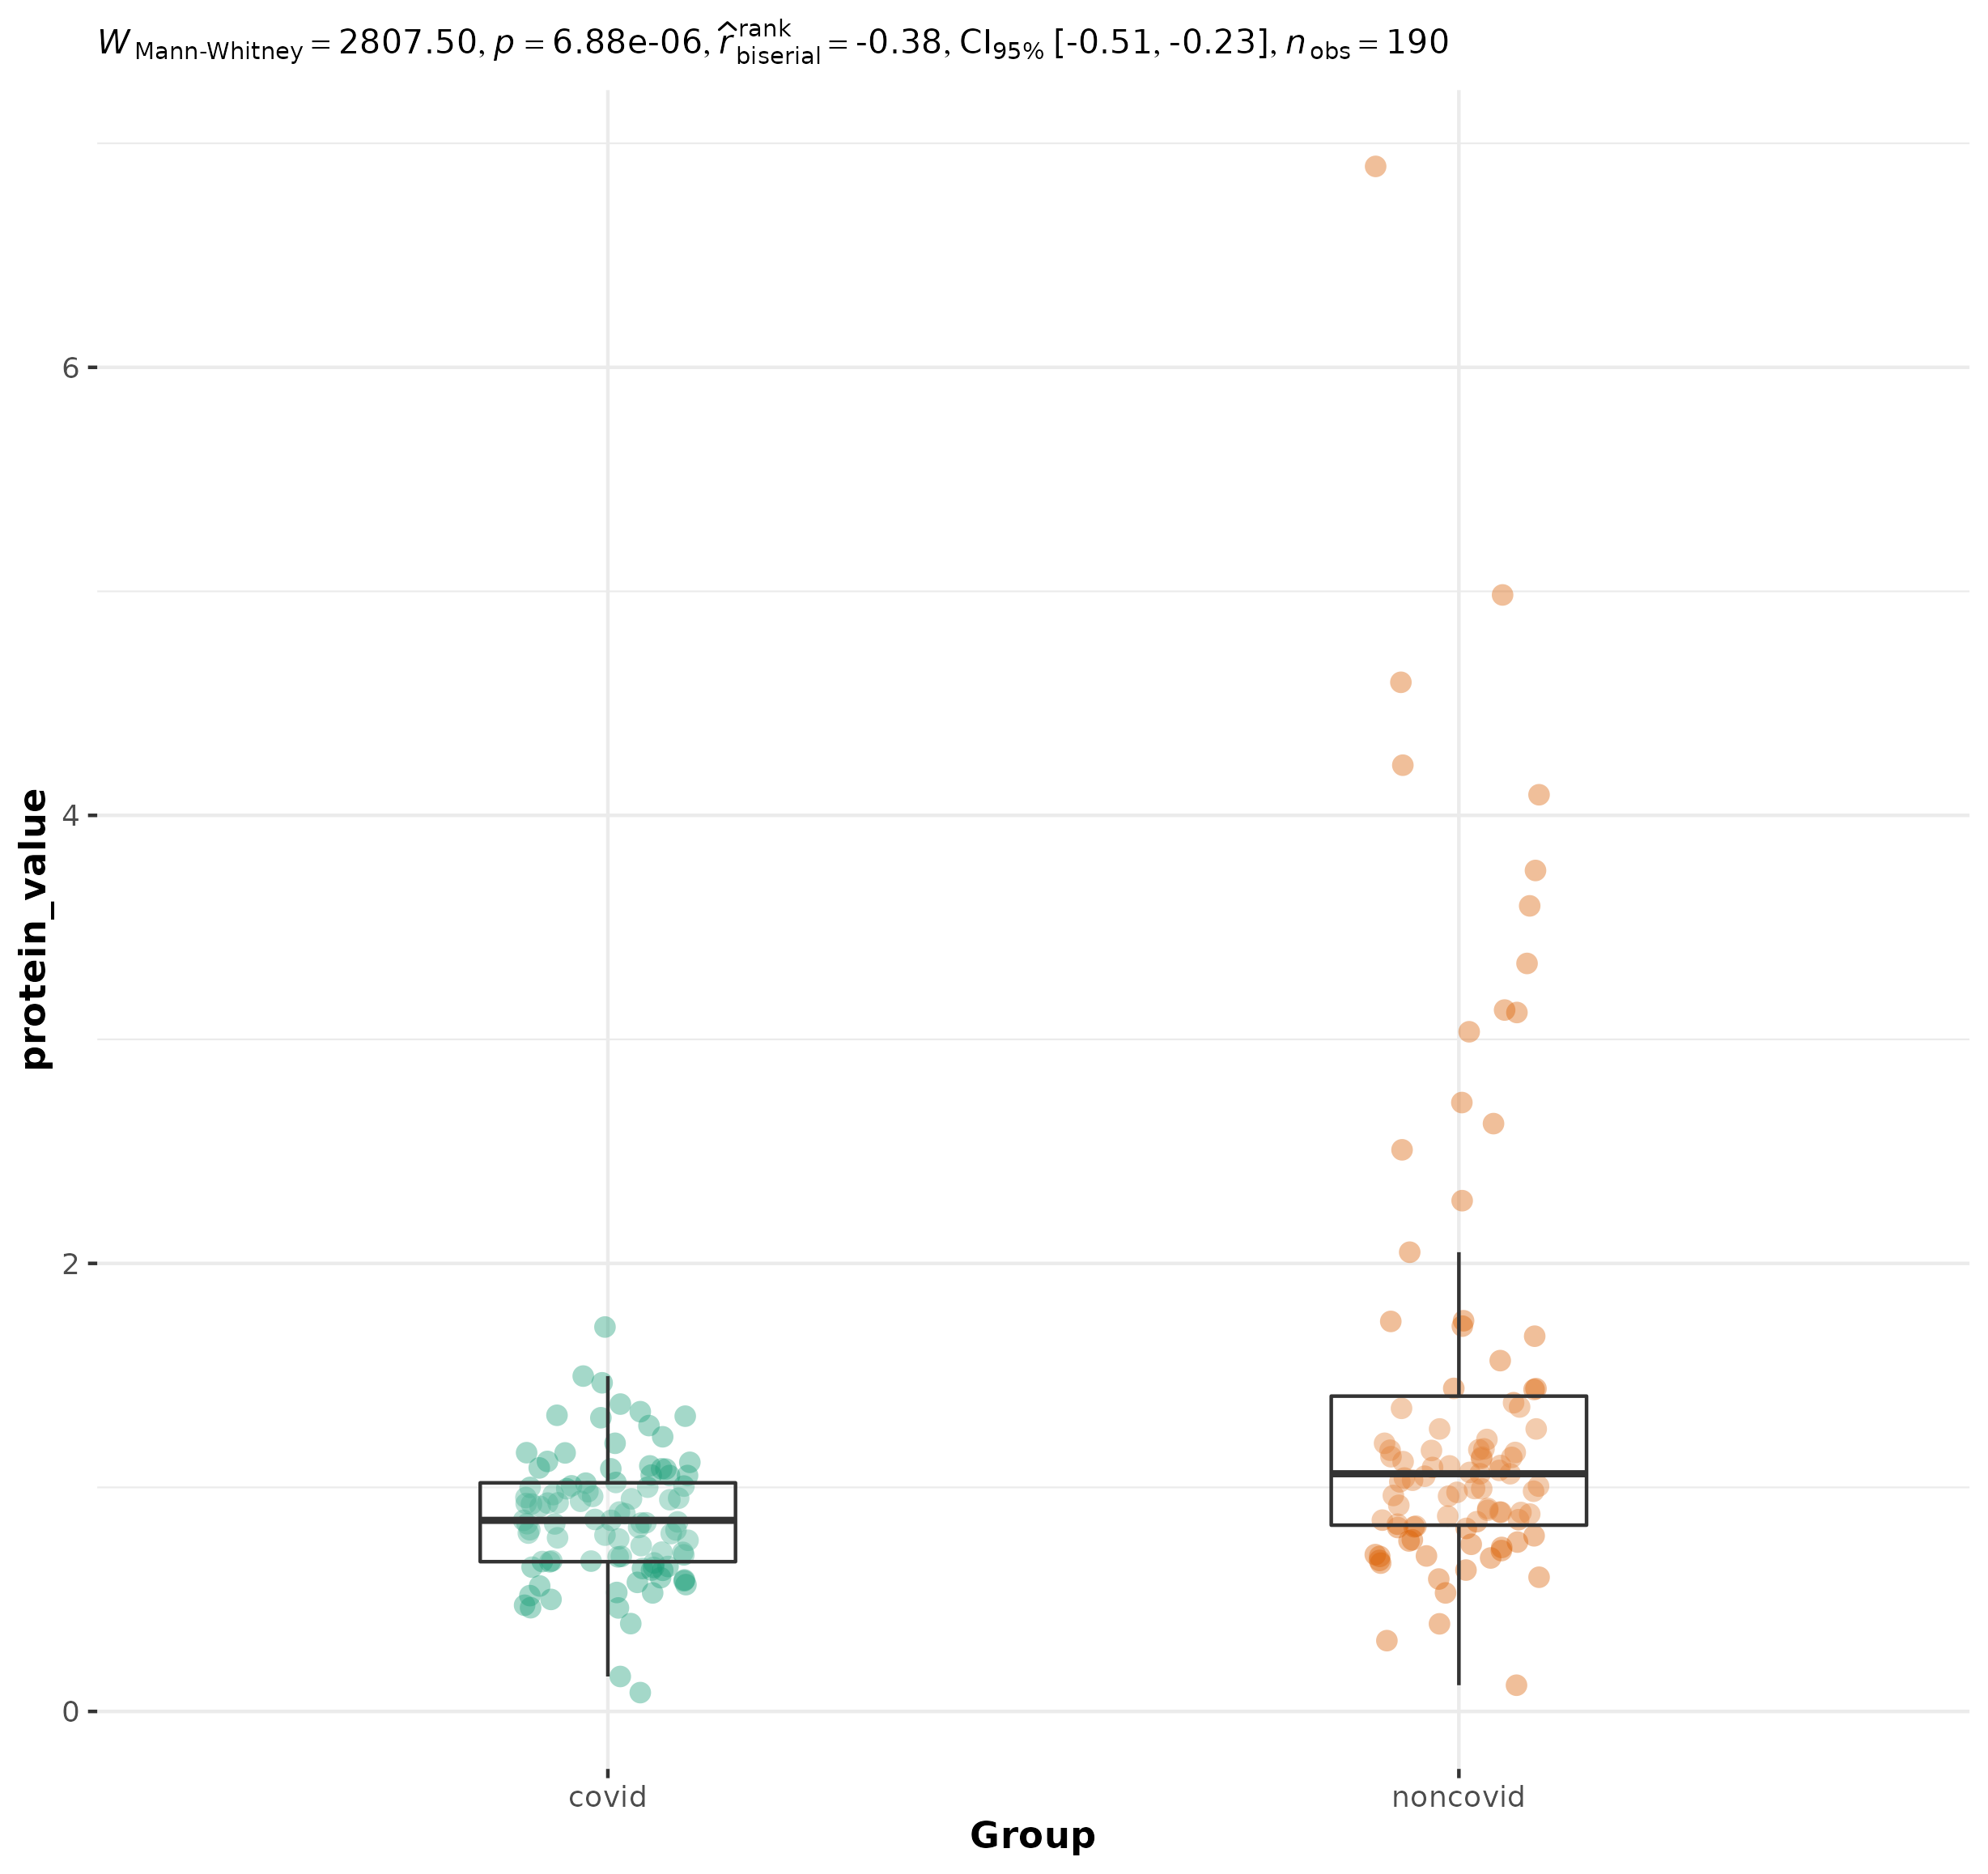 W Mann-Whitney = 2807.50, p = 6.88e-06, r̂ rank biserial = -0.38, CI95% [-0.51, -0.23], n obs = 190
protein_value
6
4
2
0
covid noncovid
Group